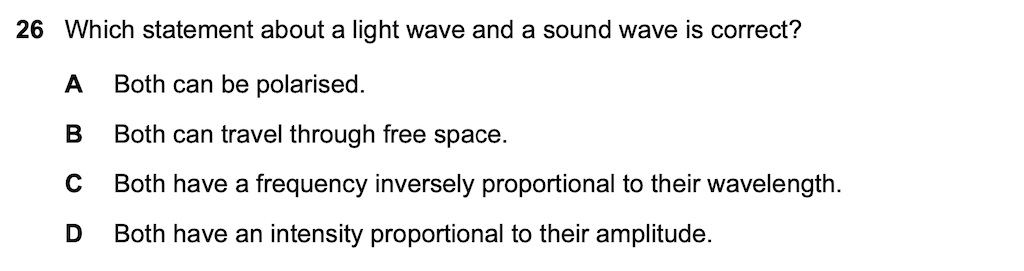 26 Which statement about a light wave and a sound wave is correct?
A Both can be polarised.
B Both can travel through free space.
C Both have a frequency inversely proportional to their wavelength.
D Both have an intensity proportional to their amplitude.